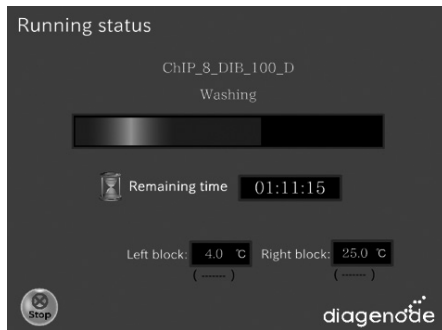 Running status
ChIP_8_DIB_100_D
Washing
Remaining time 01:11:15
Left block: 4.0 ℃ Right block: 25.0 ℃
( ------- ) ( ------- )
Stop
diagenode